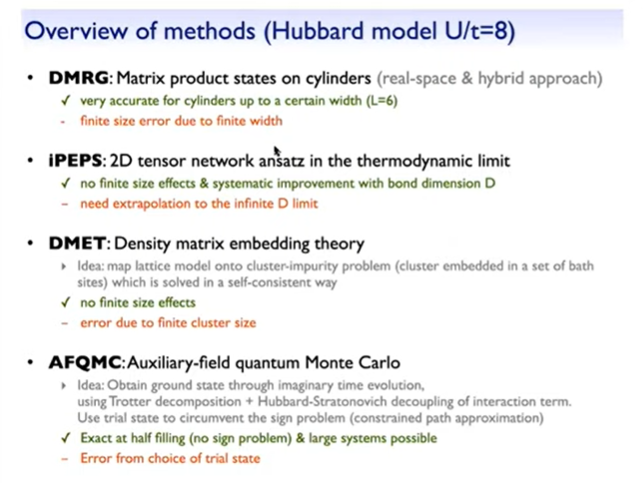 Overview of methods (Hubbard model U/t=8)
• DMRG: Matrix product states on cylinders (real-space & hybrid approach)
✓ very accurate for cylinders up to a certain width (L=6)
- finite size error due to finite width
• iPEPS: 2D tensor network ansatz in the thermodynamic limit
✓ no finite size effects & systematic improvement with bond dimension D
– need extrapolation to the infinite D limit
• DMET: Density matrix embedding theory
‣ Idea: map lattice model onto cluster-impurity problem (cluster embedded in a set of bath
sites) which is solved in a self-consistent way
✓ no finite size effects
– error due to finite cluster size
• AFQMC: Auxiliary-field quantum Monte Carlo
‣ Idea: Obtain ground state through imaginary time evolution,
using Trotter decomposition + Hubbard-Stratonovich decoupling of interaction term.
Use trial state to circumvent the sign problem (constrained path approximation)
✓ Exact at half filling (no sign problem) & large systems possible
– Error from choice of trial state